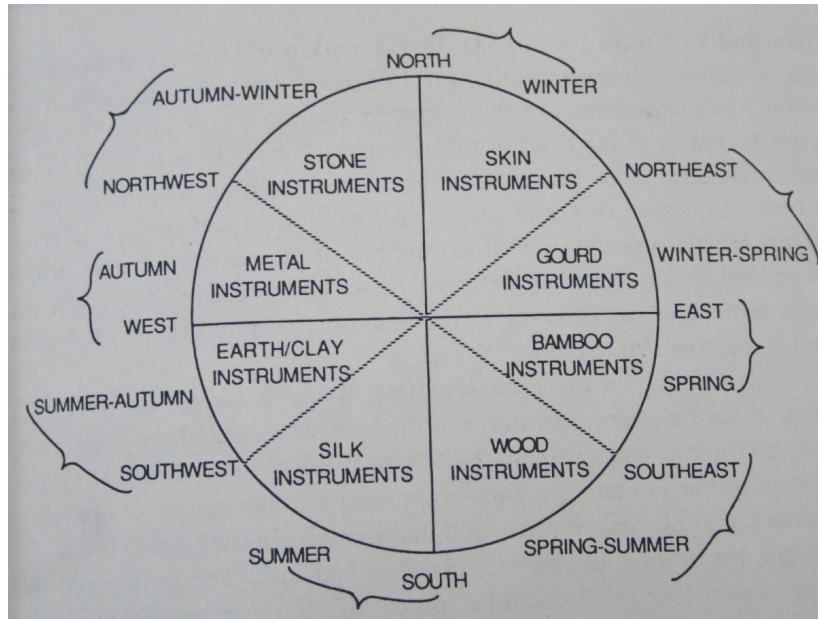 NORTH
WINTER
AUTUMN-WINTER
STONE
INSTRUMENTS
SKIN
INSTRUMENTS
NORTHWEST
NORTHEAST
METAL
INSTRUMENTS
GOURD
INSTRUMENTS
AUTUMN
WINTER-SPRING
WEST
EAST
EARTH/CLAY
INSTRUMENTS
BAMBOO
INSTRUMENTS
SPRING
SUMMER-AUTUMN
SILK
INSTRUMENTS
WOOD
INSTRUMENTS
SOUTHWEST
SOUTHEAST
SUMMER
SPRING-SUMMER
SOUTH